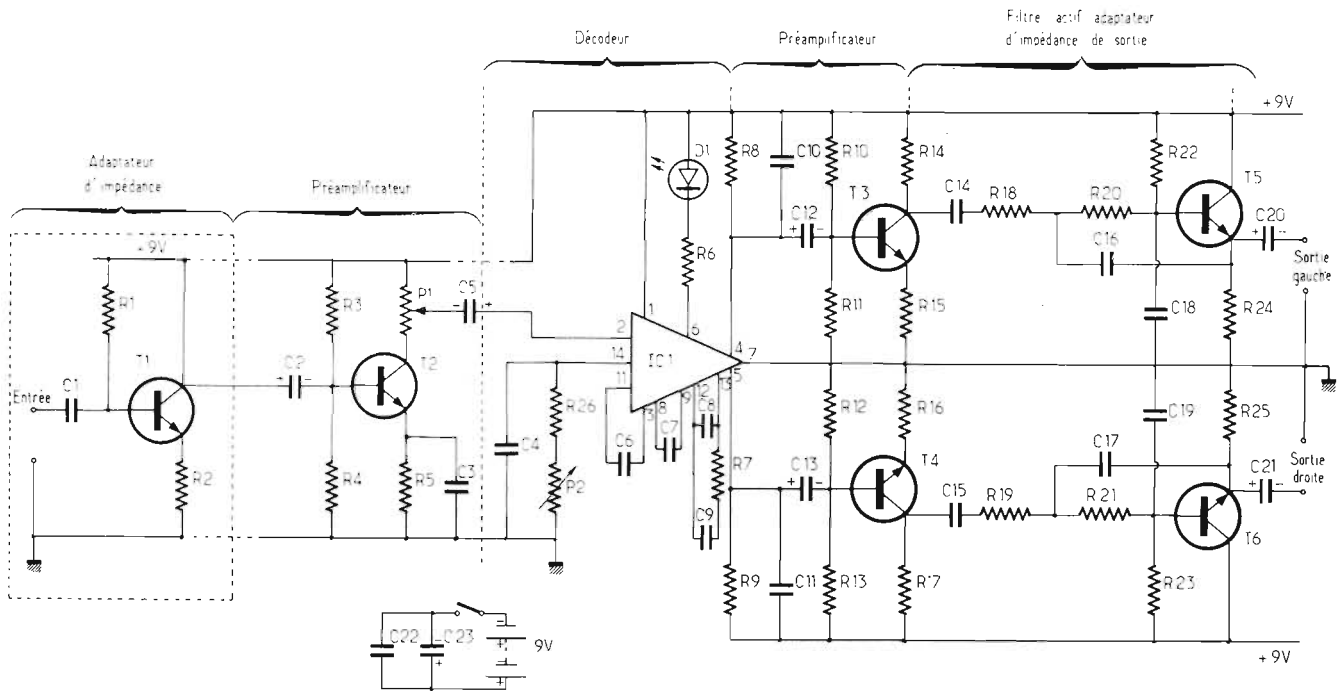 Filtre actif adaptateur
d'impédance de sortie
Décodeur
Préamplificateur
+9V
Adaptateur
d'impédance
Préamplificateur
+9V
R1
T1
C1
Entrée
R2
C2
+
-
R3
R4
P1
T2
R5
C3
C5
-
+
C4
R26
P2
D1
R6
IC1
1
2
14
11
3
8
9
12
13
5
4
7
6
C6
C7
C8
R7
C9
R8
C10
R10
C12
+
-
R11
T3
R14
R15
C14
R18
R20
C16
R22
T5
C20
+
-
Sortie
gauche
C18
R24
R12
R16
C19
R25
T4
C13
+
-
C15
R19
R21
C17
Sortie
droite
C21
+
-
T6
R9
C11
R13
R17
R23
+9V
C22
C23
-
+
-
+
-
+
9V